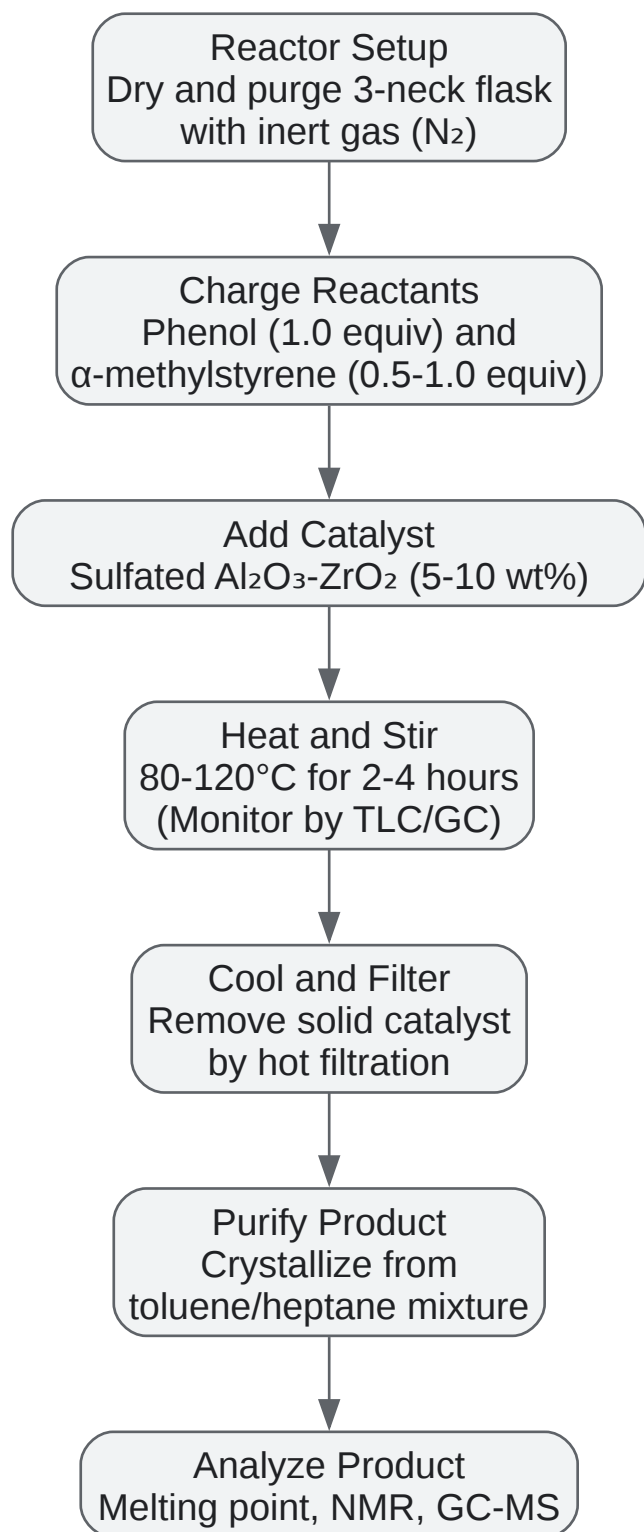 Reactor Setup
Dry and purge 3-neck flask
with inert gas (N₂)
Charge Reactants
Phenol (1.0 equiv) and
α-methylstyrene (0.5-1.0 equiv)
Add Catalyst
Sulfated Al₂O₃-ZrO₂ (5-10 wt%)
Heat and Stir
80-120°C for 2-4 hours
(Monitor by TLC/GC)
Cool and Filter
Remove solid catalyst
by hot filtration
Purify Product
Crystallize from
toluene/heptane mixture
Analyze Product
Melting point, NMR, GC-MS